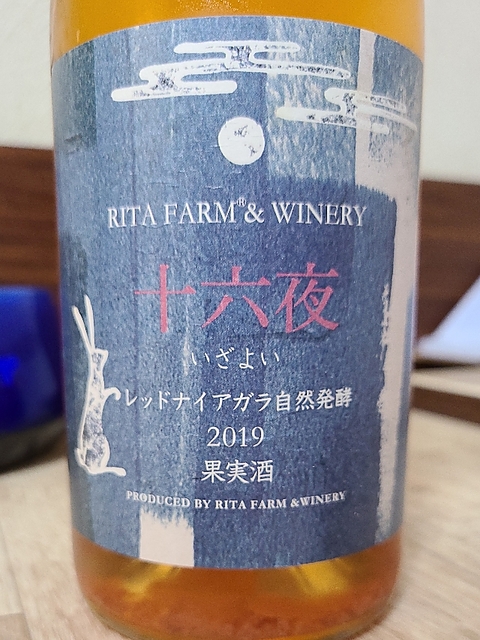 RITA FARM® & WINERY
十六夜
いざよい
レッドナイアガラ自然発酵
2019
果実酒
PRODUCED BY RITA FARM &WINERY